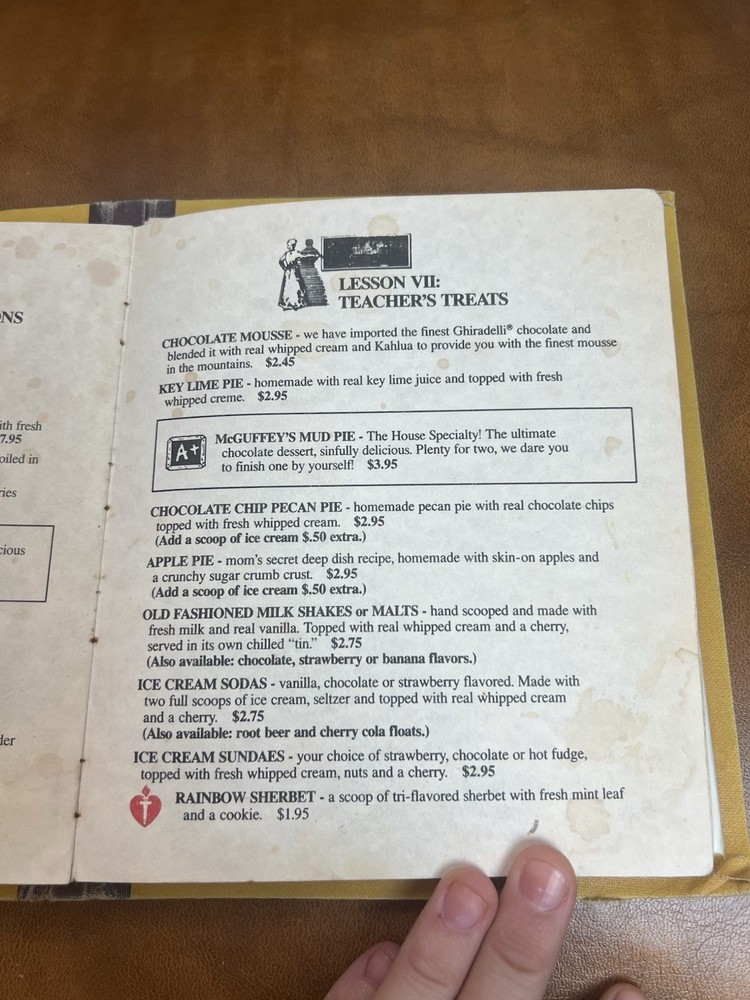 ONS
ith fresh
7.95
oiled in
ries
cious
der
LESSON VII:
TEACHER'S TREATS
CHOCOLATE MOUSSE - we have imported the finest Ghiradelli® chocolate and
blended it with real whipped cream and Kahlua to provide you with the finest mousse
in the mountains. $2.45
KEY LIME PIE - homemade with real key lime juice and topped with fresh
whipped creme. $2.95
A+
McGUFFEY'S MUD PIE - The House Specialty! The ultimate
chocolate dessert, sinfully delicious. Plenty for two, we dare you
to finish one by yourself! $3.95
CHOCOLATE CHIP PECAN PIE - homemade pecan pie with real chocolate chips
topped with fresh whipped cream. $2.95
(Add a scoop of ice cream $.50 extra.)
APPLE PIE - mom's secret deep dish recipe, homemade with skin-on apples and
a crunchy sugar crumb crust. $2.95
(Add a scoop of ice cream $.50 extra.)
OLD FASHIONED MILK SHAKES or MALTS - hand scooped and made with
fresh milk and real vanilla. Topped with real whipped cream and a cherry,
served in its own chilled "tin." $2.75
(Also available: chocolate, strawberry or banana flavors.)
ICE CREAM SODAS - vanilla, chocolate or strawberry flavored. Made with
two full scoops of ice cream, seltzer and topped with real whipped cream
and a cherry. $2.75
(Also available: root beer and cherry cola floats.)
ICE CREAM SUNDAES - your choice of strawberry, chocolate or hot fudge,
topped with fresh whipped cream, nuts and a cherry. $2.95
RAINBOW SHERBET - a scoop of tri-flavored sherbet with fresh mint leaf
and a cookie. $1.95